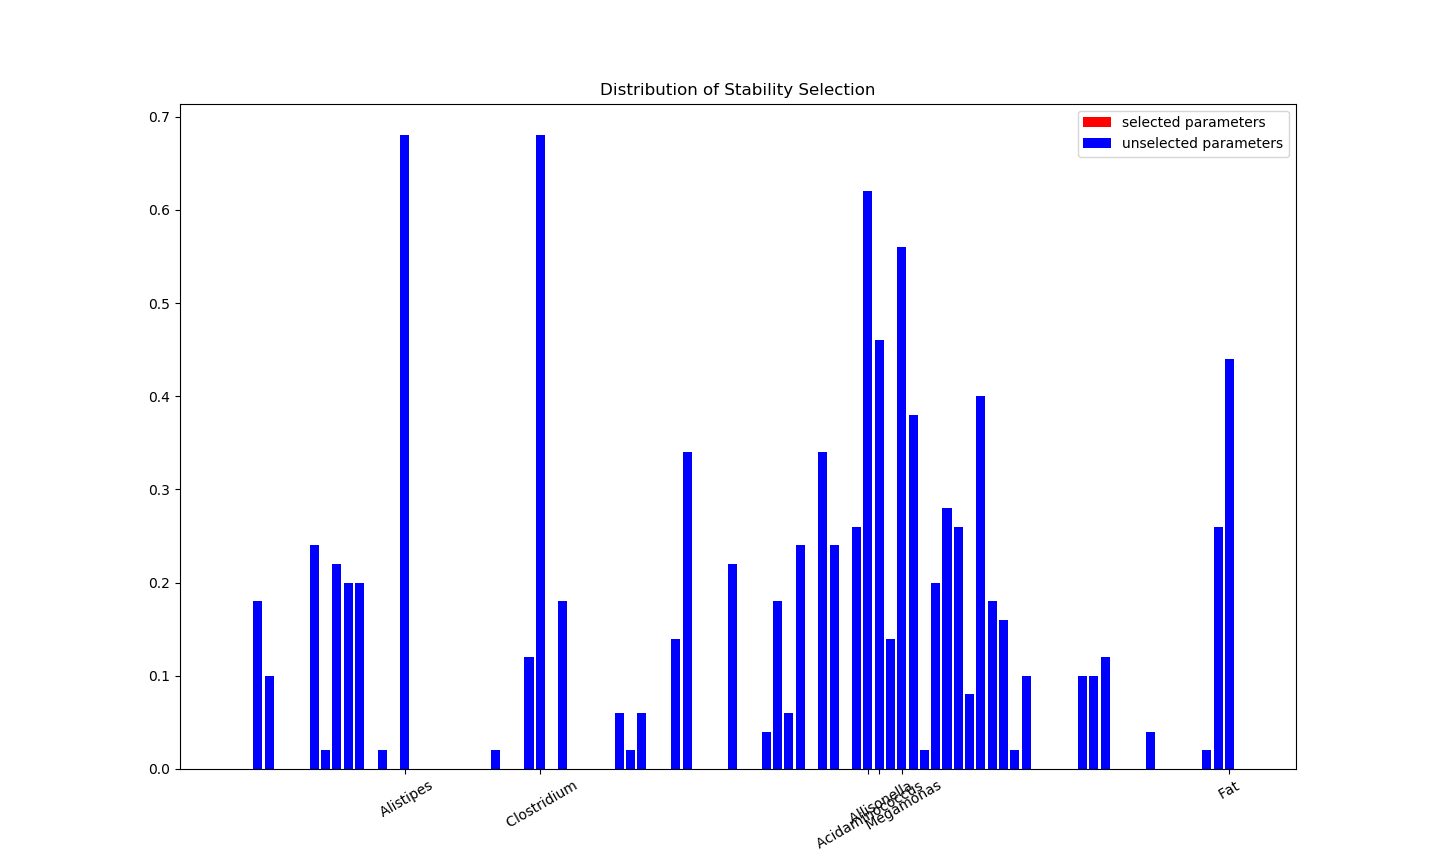 Distribution of Stability Selection
selected parameters
unselected parameters
0.7
0.6
0.5
0.4
0.3
0.2
0.1
0.0
Alistipes
Clostridium
Allisonella
Acidaminococcus
Megamonas
Fat